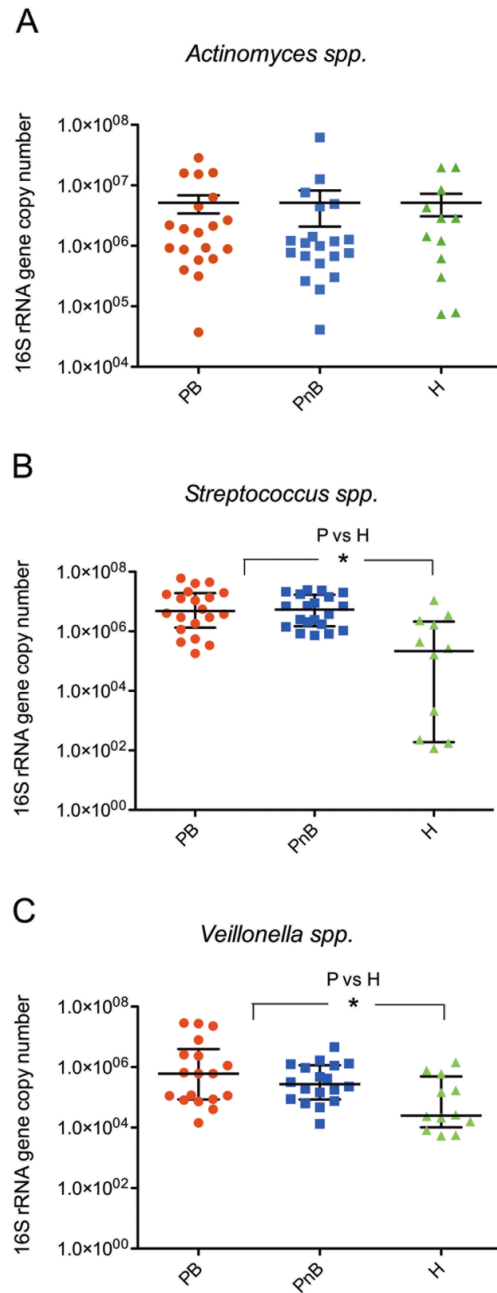 A
Actinomyces spp.
16S rRNA gene copy number
1.0×10⁰⁸
1.0×10⁰⁷
1.0×10⁰⁶
1.0×10⁰⁵
1.0×10⁰⁴
PB PnB H
B
Streptococcus spp.
P vs H
*
16S rRNA gene copy number
1.0×10⁰⁸
1.0×10⁰⁶
1.0×10⁰⁴
1.0×10⁰²
1.0×10⁰⁰
PB PnB H
C
Veillonella spp.
P vs H
*
16S rRNA gene copy number
1.0×10⁰⁸
1.0×10⁰⁶
1.0×10⁰⁴
1.0×10⁰²
1.0×10⁰⁰
PB PnB H